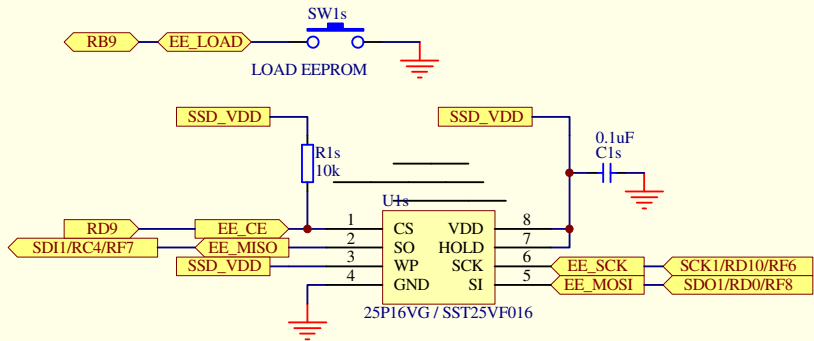 SW1s
RB9 EE_LOAD
LOAD EEPROM
SSD_VDD SSD_VDD
0.1uF
R1s C1s
10k
U1s
RD9 EE_CE 1 CS VDD 8
SDI1/RC4/RF7 EE_MISO 2 SO HOLD 7
SSD_VDD 3 WP SCK 6 EE_SCK SCK1/RD10/RF6
4 GND SI 5 EE_MOSI SDO1/RD0/RF8
25P16VG / SST25VF016